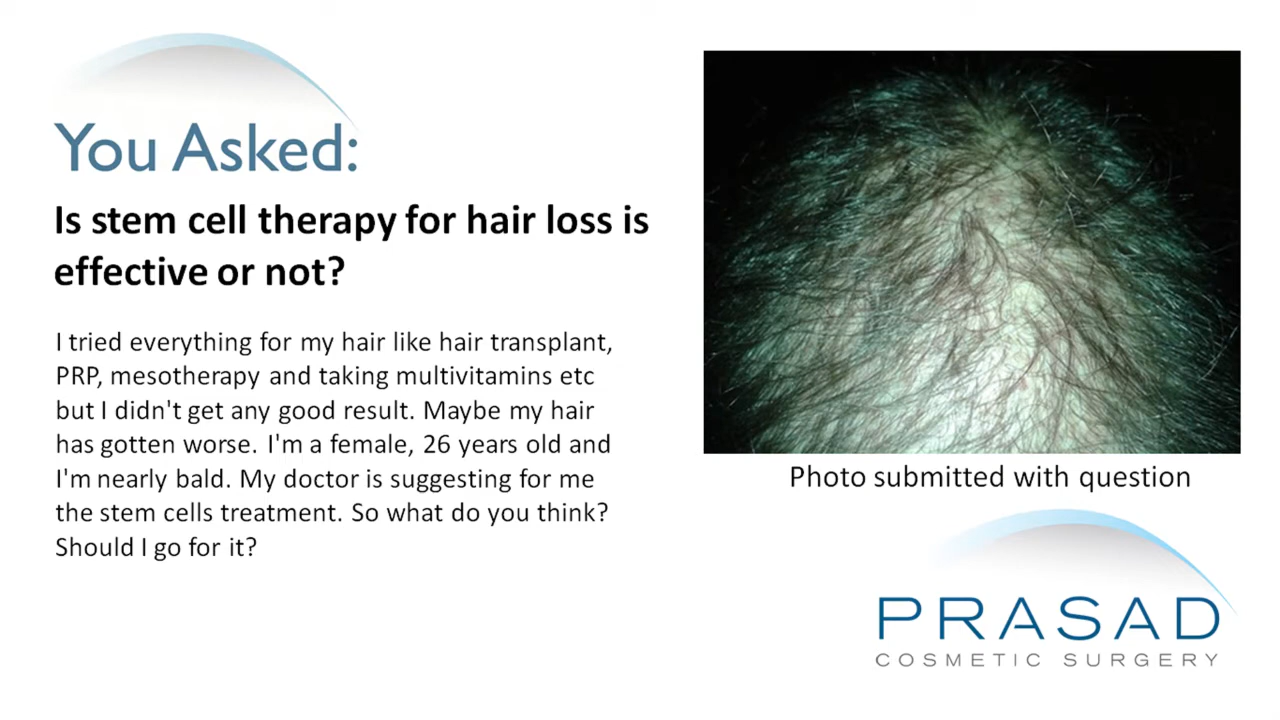 You Asked:
Is stem cell therapy for hair loss is
effective or not?
I tried everything for my hair like hair transplant,
PRP, mesotherapy and taking multivitamins etc
but I didn't get any good result. Maybe my hair
has gotten worse. I'm a female, 26 years old and
I'm nearly bald. My doctor is suggesting for me
the stem cells treatment. So what do you think?
Should I go for it?
Photo submitted with question
PRASAD
COSMETIC SURGERY